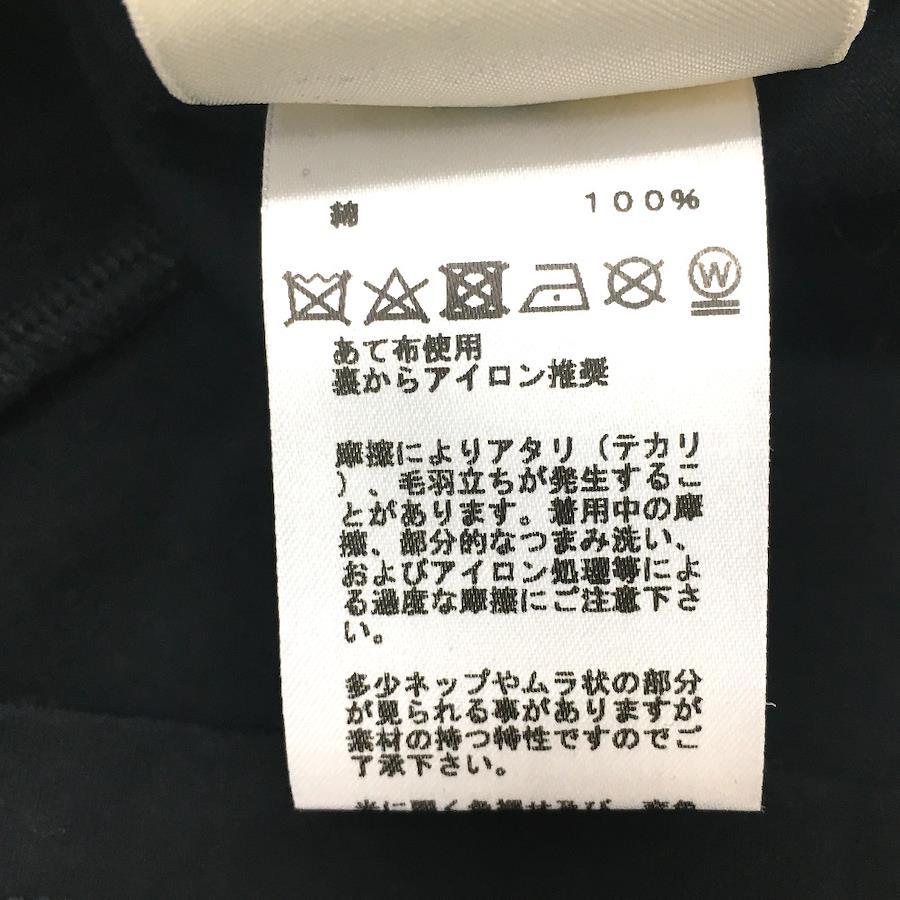 綿 100%
W
あて布使用
裏からアイロン推奨
摩擦によりアタリ（テカリ
）、毛羽立ちが発生するこ
とがあります。着用中の摩
擦、部分的なつまみ洗い、
およびアイロン処理等によ
る過度な摩擦にご注意下さ
い。
多少ネップやムラ状の部分
が見られる事がありますが
素材の持つ特性ですのでご
了承下さい。